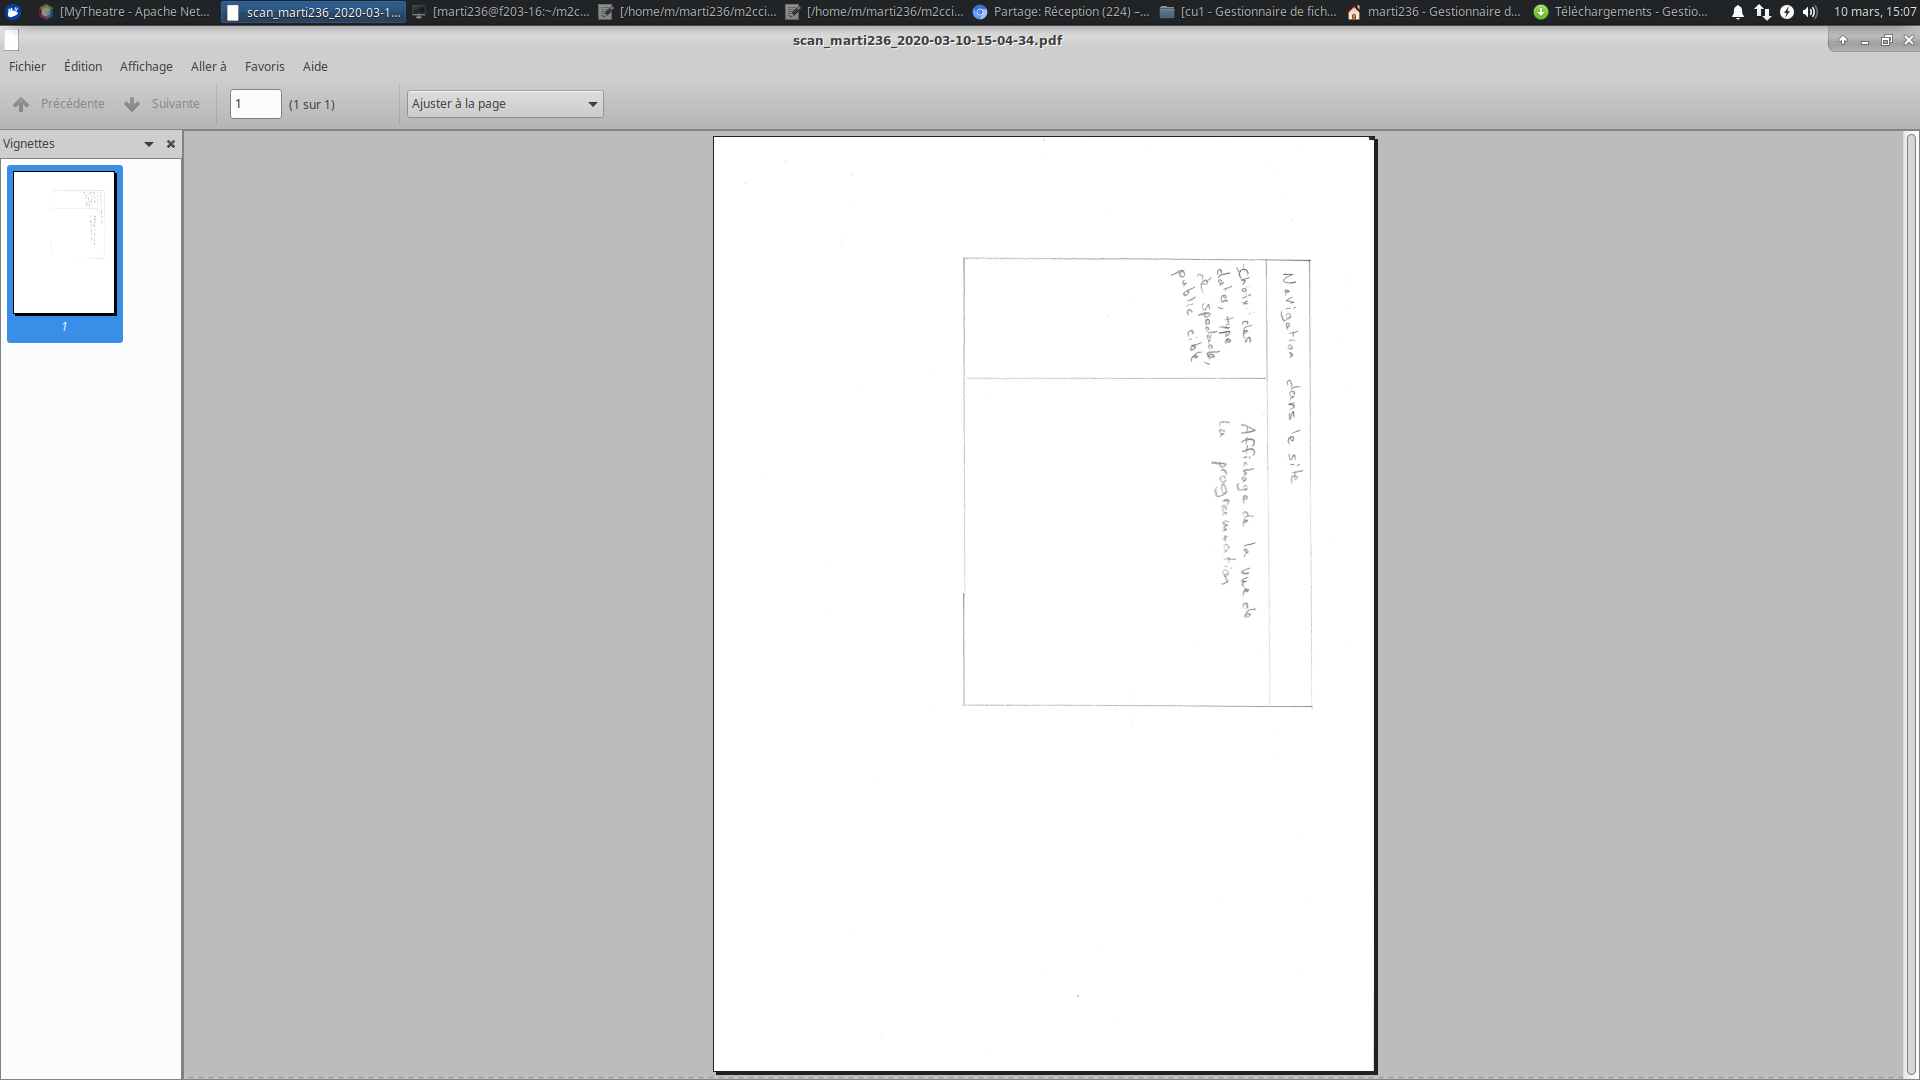 [MyTheatre - Apache Net...
scan_marti236_2020-03-1...
[marti236@f203-16:~/m2c...
[/home/m/marti236/m2cci...
[/home/m/marti236/m2cci...
Partage: Réception (224) –...
[cu1 - Gestionnaire de fich...
marti236 - Gestionnaire d...
Téléchargements - Gestio...
10 mars, 15:07
scan_marti236_2020-03-10-15-04-34.pdf
Fichier Édition Affichage Aller à Favoris Aide
Précédente Suivante 1 (1 sur 1) Ajuster à la page
Vignettes
1
Navigation dans le site
Choix des
dates, type
de spectacle,
public cible
Affichage de la vue de
la programmation